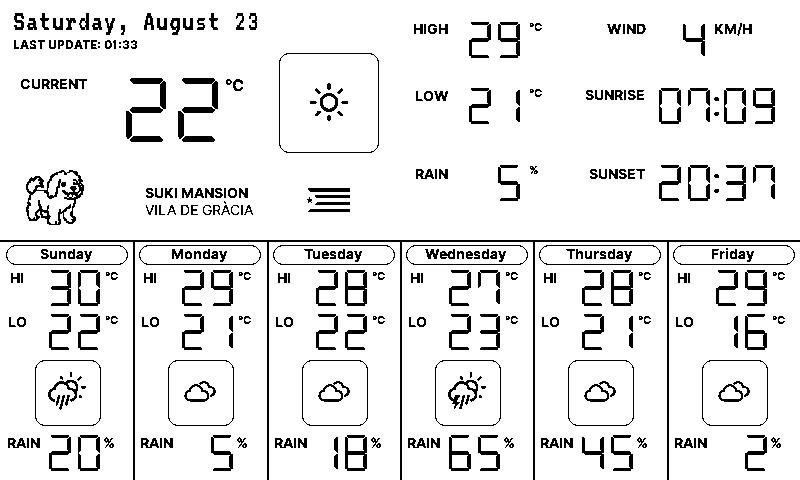 Saturday, August 23
LAST UPDATE: 01:33
CURRENT 22 °C
SUKI MANSION
VILA DE GRÀCIA
HIGH 29 °C
LOW 21 °C
RAIN 5 %
WIND 4 KM/H
SUNRISE 07:09
SUNSET 20:37
Sunday
HI 30 °C
LO 22 °C
RAIN 20 %
Monday
HI 29 °C
LO 21 °C
RAIN 5 %
Tuesday
HI 28 °C
LO 22 °C
RAIN 18 %
Wednesday
HI 27 °C
LO 23 °C
RAIN 65 %
Thursday
HI 28 °C
LO 21 °C
RAIN 45 %
Friday
HI 29 °C
LO 16 °C
RAIN 2 %